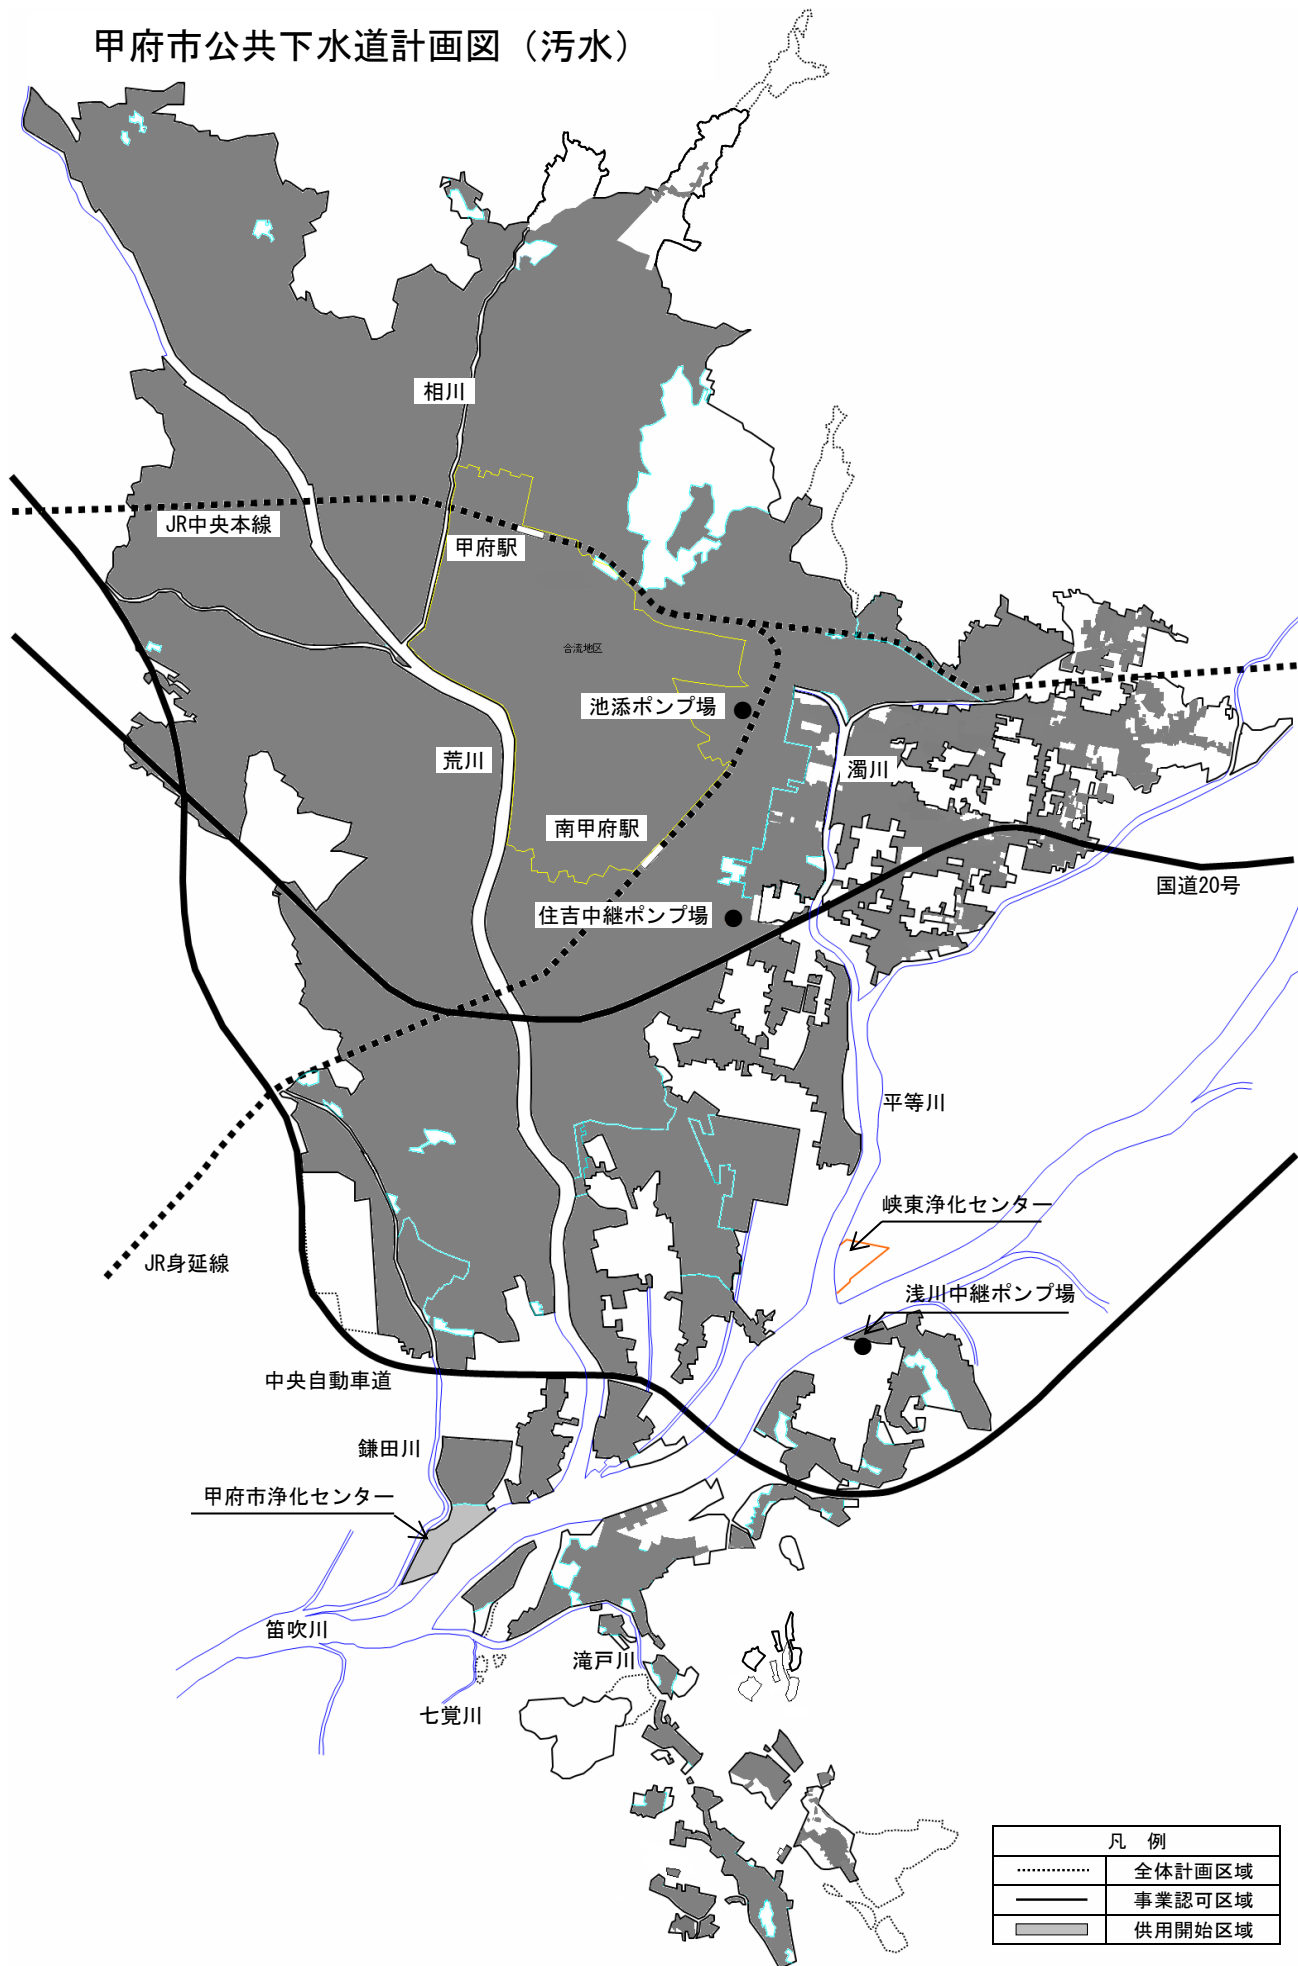 甲府市公共下水道計画図（汚水）
相川
JR中央本線
甲府駅
合流地区
池添ポンプ場
荒川
濁川
南甲府駅
国道20号
住吉中継ポンプ場
平等川
峡東浄化センター
JR身延線
浅川中継ポンプ場
中央自動車道
鎌田川
甲府市浄化センター
笛吹川
滝戸川
七覚川
凡 例
全体計画区域
事業認可区域
供用開始区域